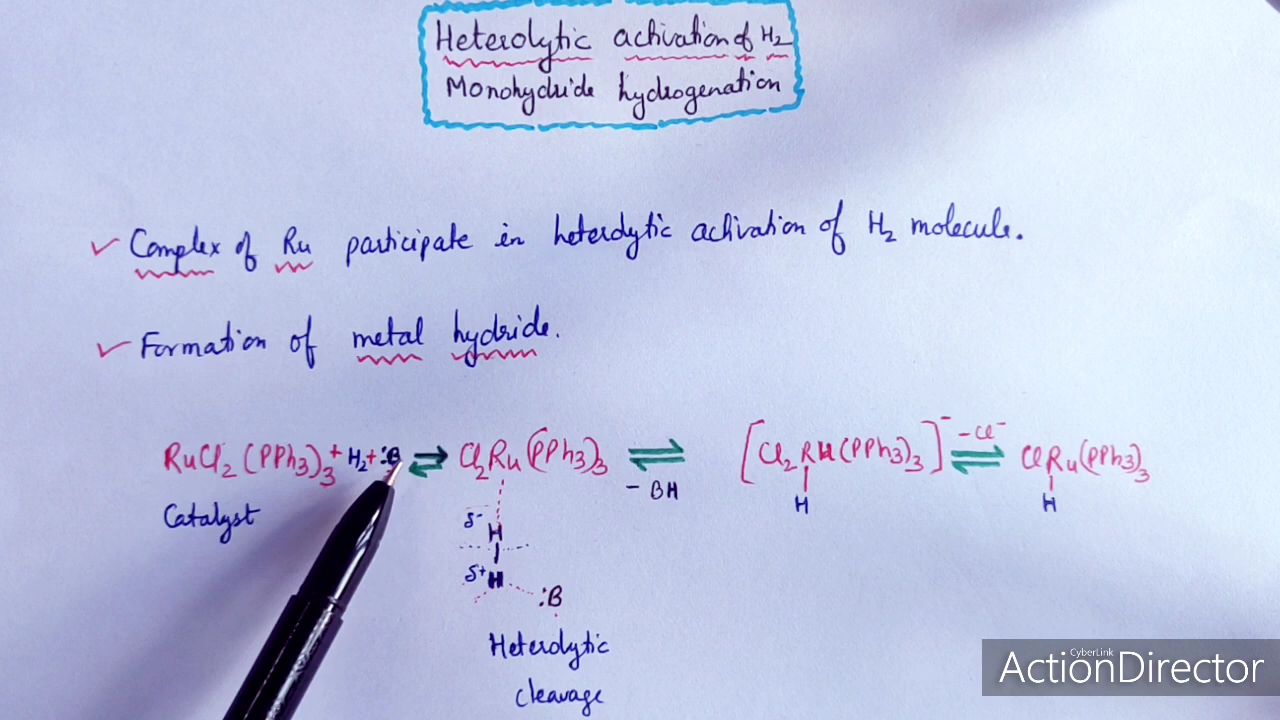 Heterolytic activation of H₂
Monohydride hydrogenation
✓ Complex of Ru participate in heterolytic activation of H₂ molecule.
✓ Formation of metal hydride.
RuCl₂(PPh₃)₃ + H₂ + :B ⇌ Cl₂Ru(PPh₃)₃ ⇌ [Cl₂RH(PPh₃)₃]⁻ -Cl⁻ ⇌ ClRu(PPh₃)₃
- BH
H
H
Catalyst
δ⁻ H
δ⁺ H
:B
Heterolytic
cleavage
CyberLink
ActionDirector